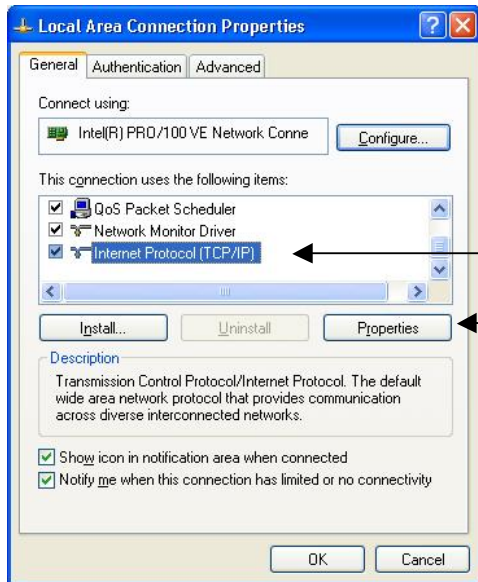 Local Area Connection Properties
General Authentication Advanced
Connect using:
Intel(R) PRO/100 VE Network Conne
Configure...
This connection uses the following items:
QoS Packet Scheduler
Network Monitor Driver
Internet Protocol (TCP/IP)
Install... Uninstall Properties
Description
Transmission Control Protocol/Internet Protocol. The default
wide area network protocol that provides communication
across diverse interconnected networks.
Show icon in notification area when connected
Notify me when this connection has limited or no connectivity
OK Cancel